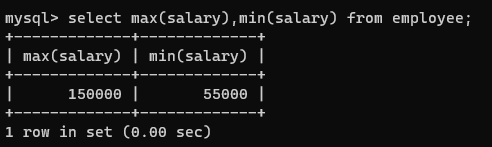 mysql> select max(salary),min(salary) from employee;
+-------------+-------------+
| max(salary) | min(salary) |
+-------------+-------------+
|      150000 |       55000 |
+-------------+-------------+
1 row in set (0.00 sec)